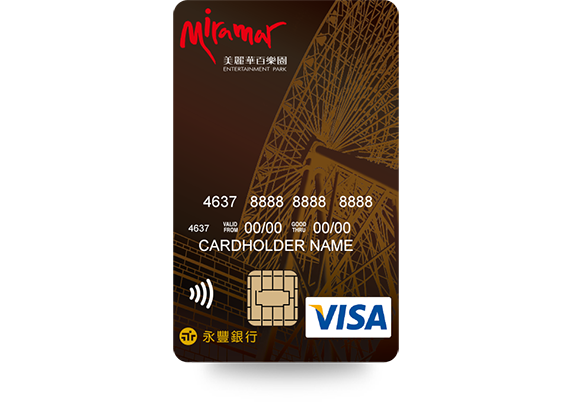 Miramar
美麗華百樂園
ENTERTAINMENT PARK
4637 8888 8888 8888
4637 VALID FROM 00/00 GOOD THRU 00/00
CARDHOLDER NAME
VISA
永豐銀行